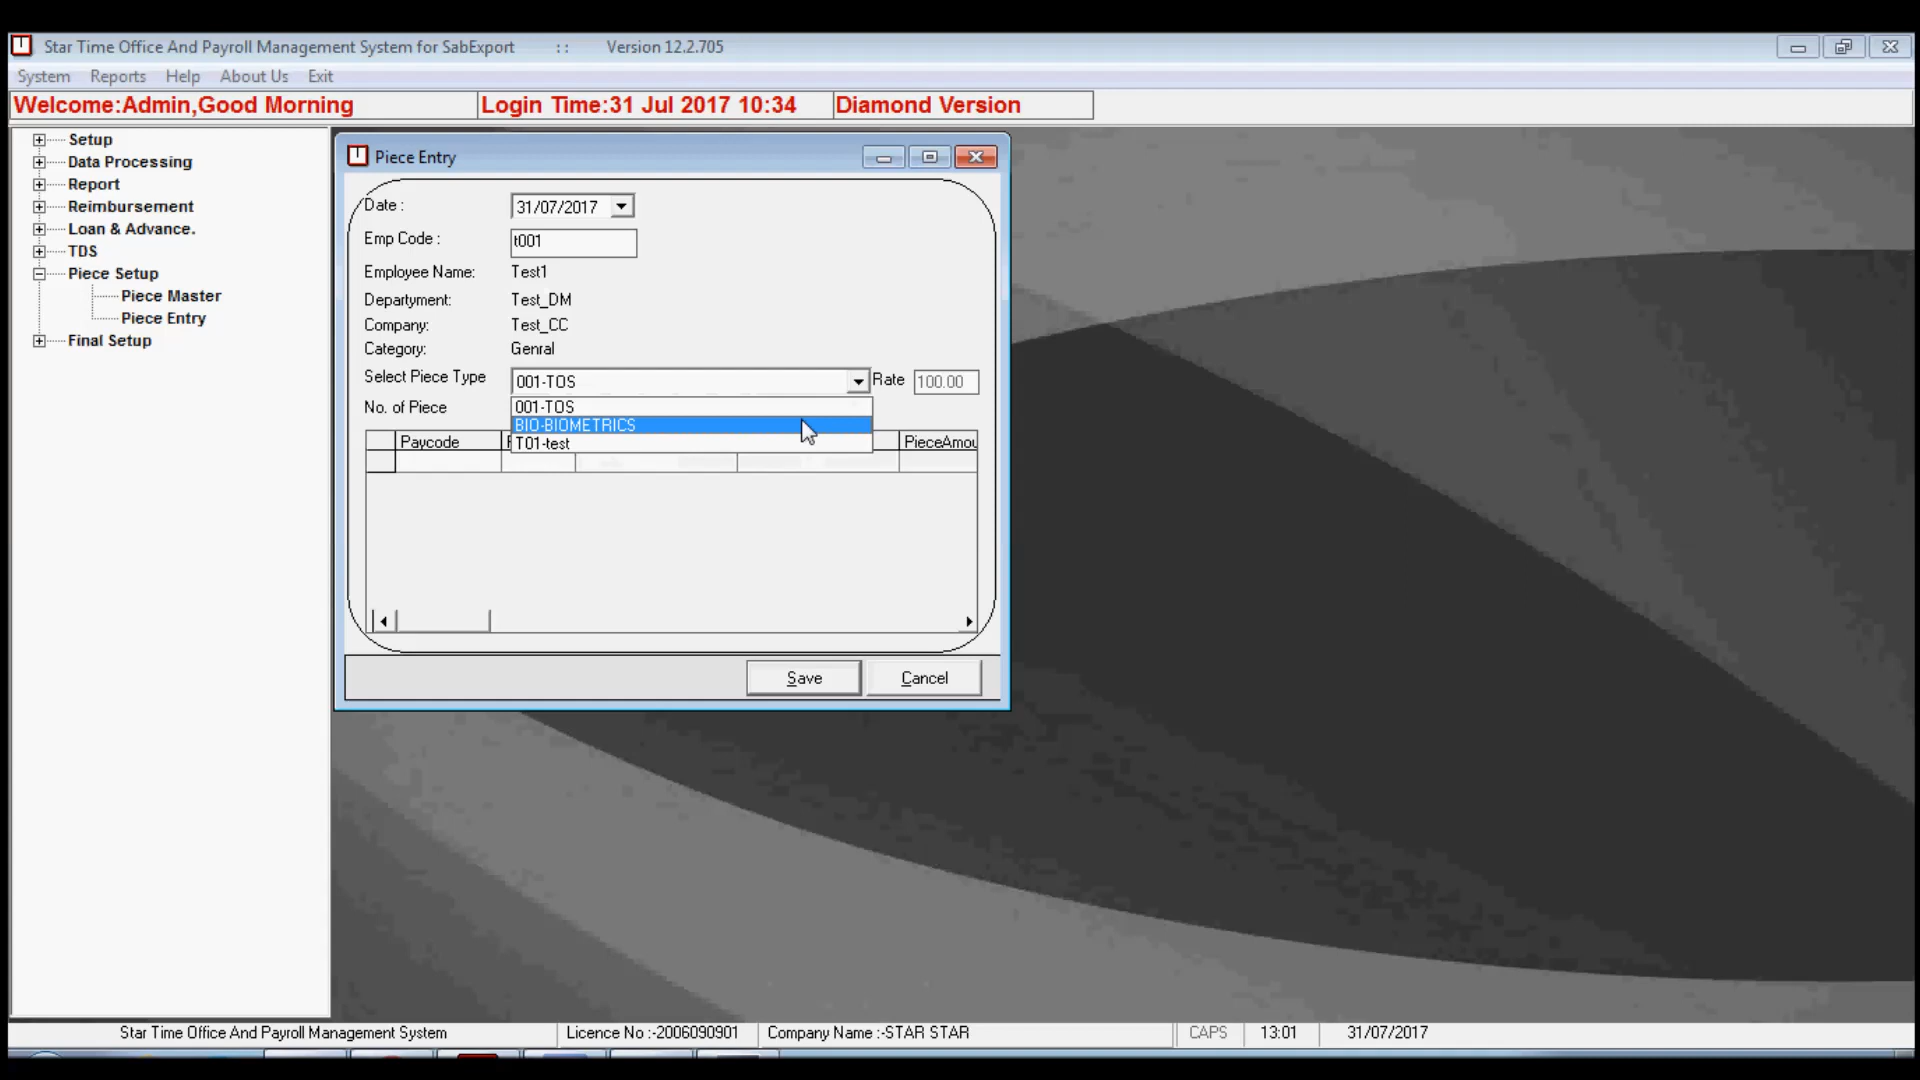 Star Time Office And Payroll Management System for SabExport :: Version 12.2.705
System Reports Help About Us Exit
Welcome:Admin,Good Morning Login Time:31 Jul 2017 10:34 Diamond Version
Setup
Data Processing
Report
Reimbursement
Loan & Advance.
TDS
Piece Setup
Piece Master
Piece Entry
Final Setup
Piece Entry
Date : 31/07/2017
Emp Code : t001
Employee Name: Test1
Departyment: Test_DM
Company: Test_CC
Category: Genral
Select Piece Type 001-TOS Rate 100.00
No. of Piece 001-TOS
BIO-BIOMETRICS
Paycode T01-test PieceAmou
Save Cancel
Star Time Office And Payroll Management System Licence No :-2006090901 Company Name :-STAR STAR CAPS 13:01 31/07/2017